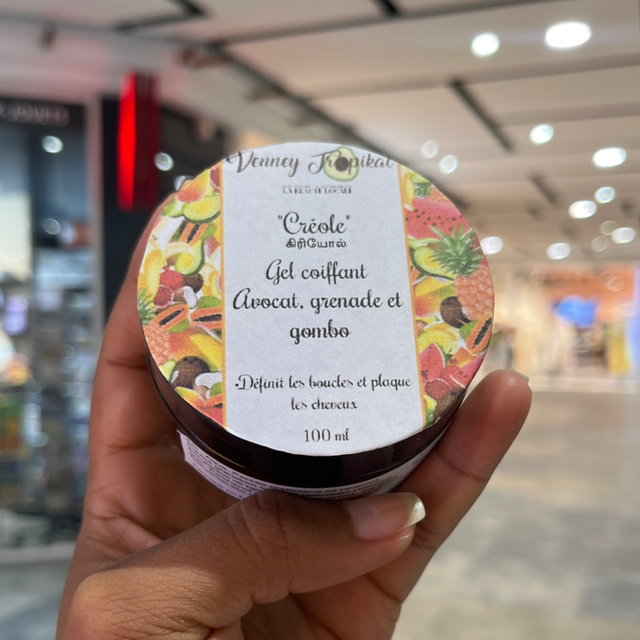 Venney Tropikal
LA BEAUTÉ LOCALE
"Créole"
கிரியோல்
Gel coiffant
Avocat, grenade et
gombo
•Définit les boucles et plaque
les cheveux
100 ml